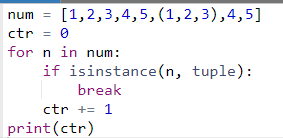 num = [1,2,3,4,5,(1,2,3),4,5]
ctr = 0
for n in num:
    if isinstance(n, tuple):
        break
    ctr += 1
print(ctr)